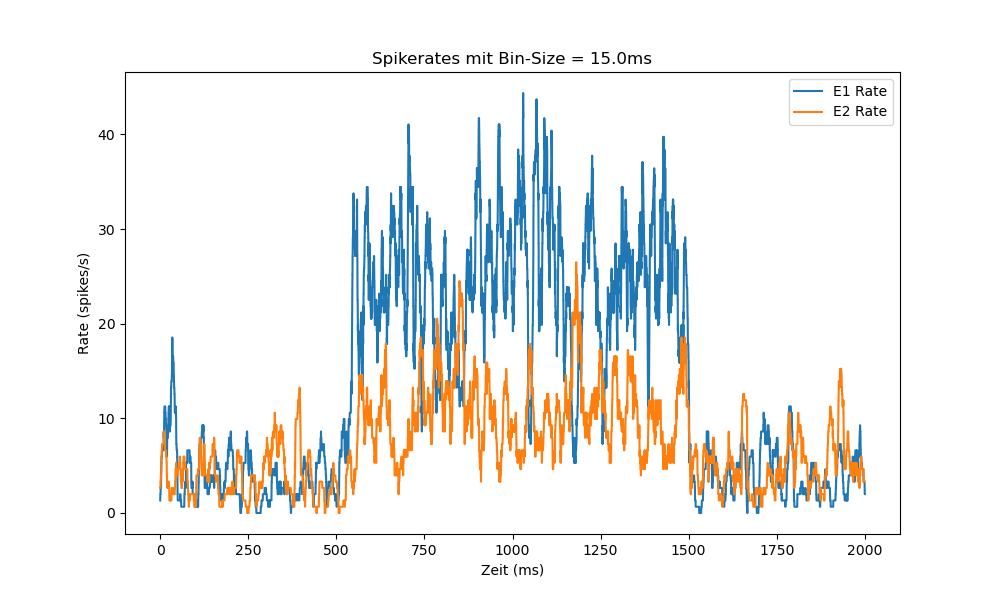 Spikerates mit Bin-Size = 15.0ms
E1 Rate
E2 Rate
Rate (spikes/s)
40
30
20
10
0
0 250 500 750 1000 1250 1500 1750 2000
Zeit (ms)